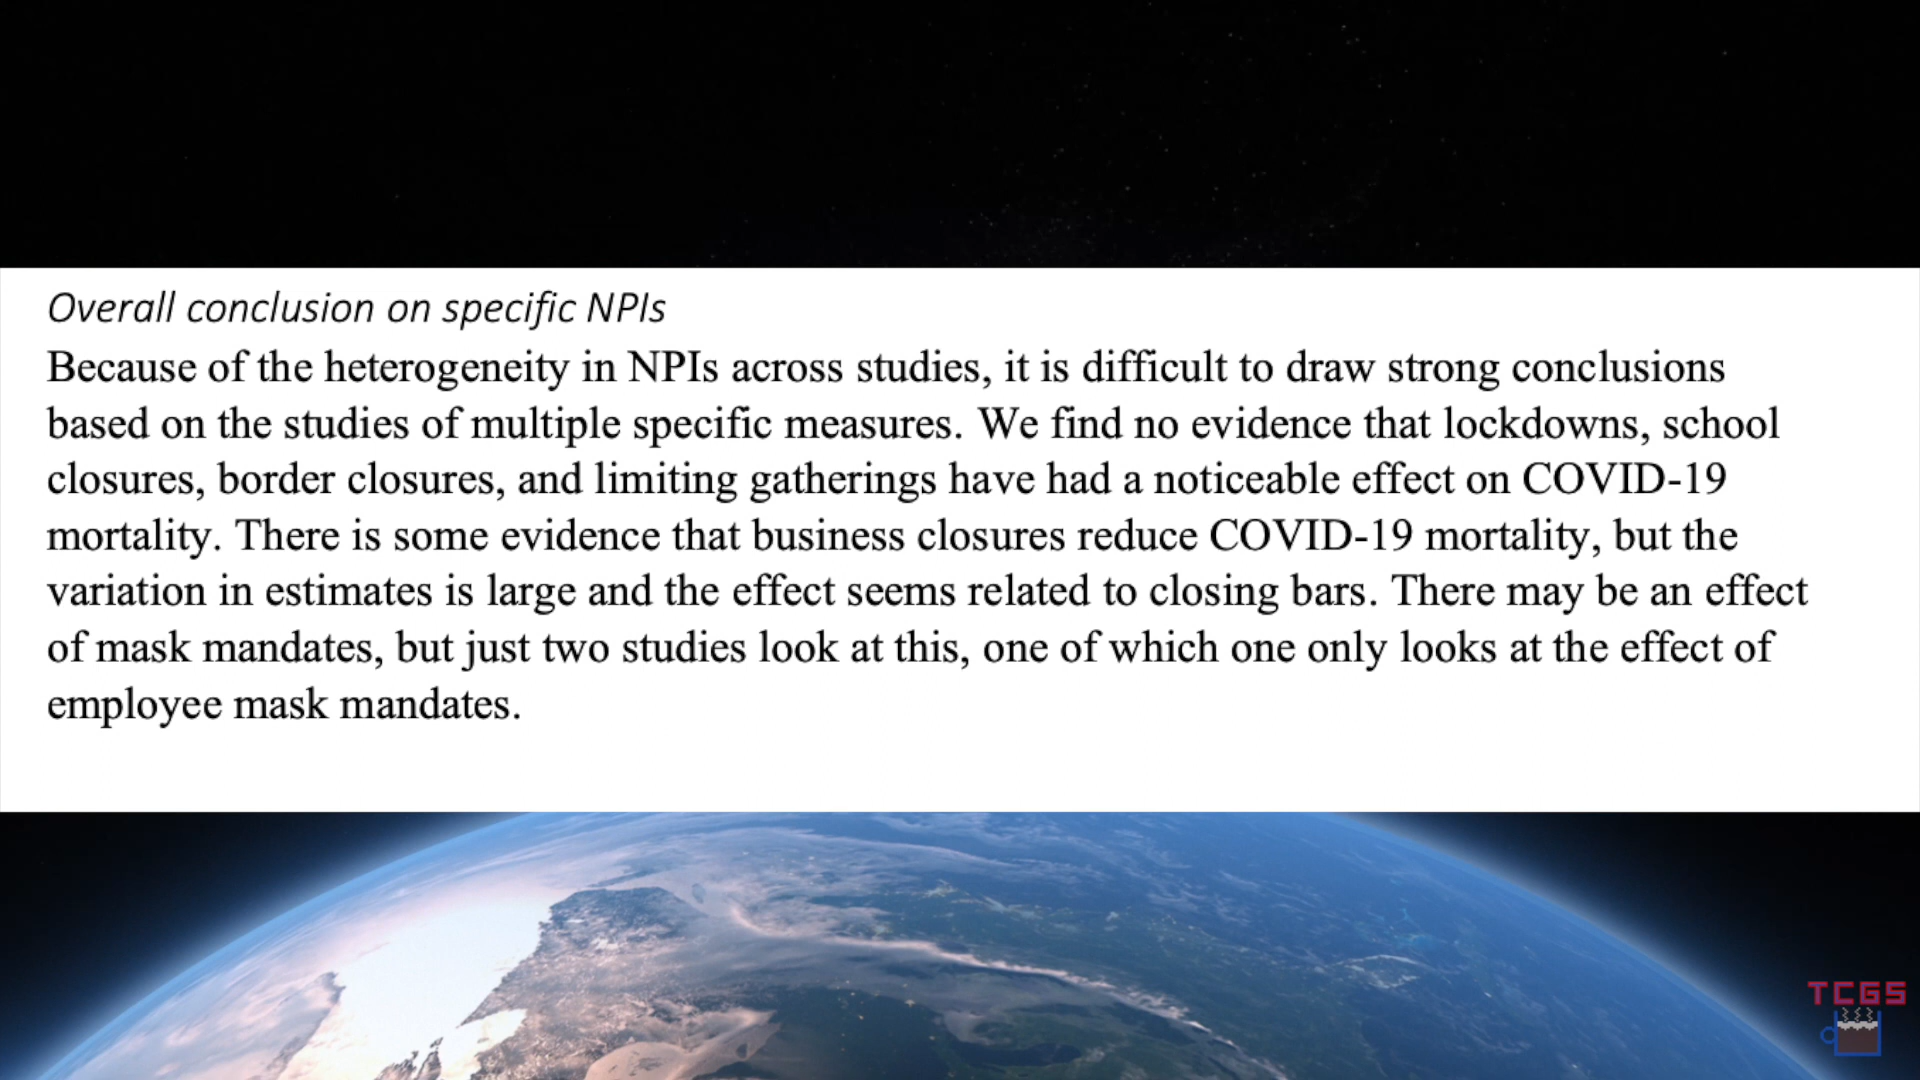 Overall conclusion on specific NPIs
Because of the heterogeneity in NPIs across studies, it is difficult to draw strong conclusions
based on the studies of multiple specific measures. We find no evidence that lockdowns, school
closures, border closures, and limiting gatherings have had a noticeable effect on COVID-19
mortality. There is some evidence that business closures reduce COVID-19 mortality, but the
variation in estimates is large and the effect seems related to closing bars. There may be an effect
of mask mandates, but just two studies look at this, one of which one only looks at the effect of
employee mask mandates.
TCGS